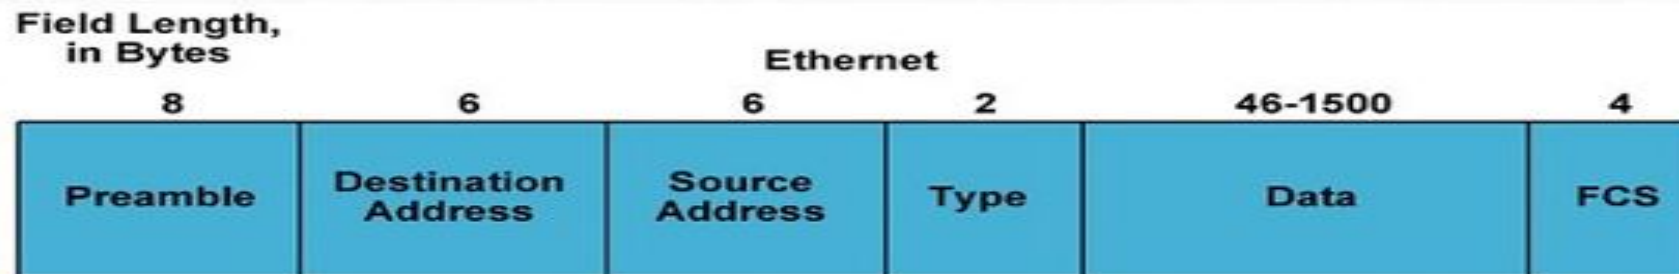 Field Length,
in Bytes
Ethernet
8 6 6 2 46-1500 4
Preamble
Destination
Address
Source
Address
Type
Data
FCS